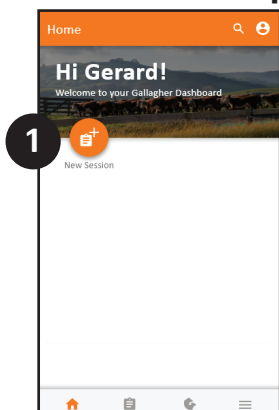 Home
Hi Gerard!
Welcome to your Gallagher Dashboard
1
New Session